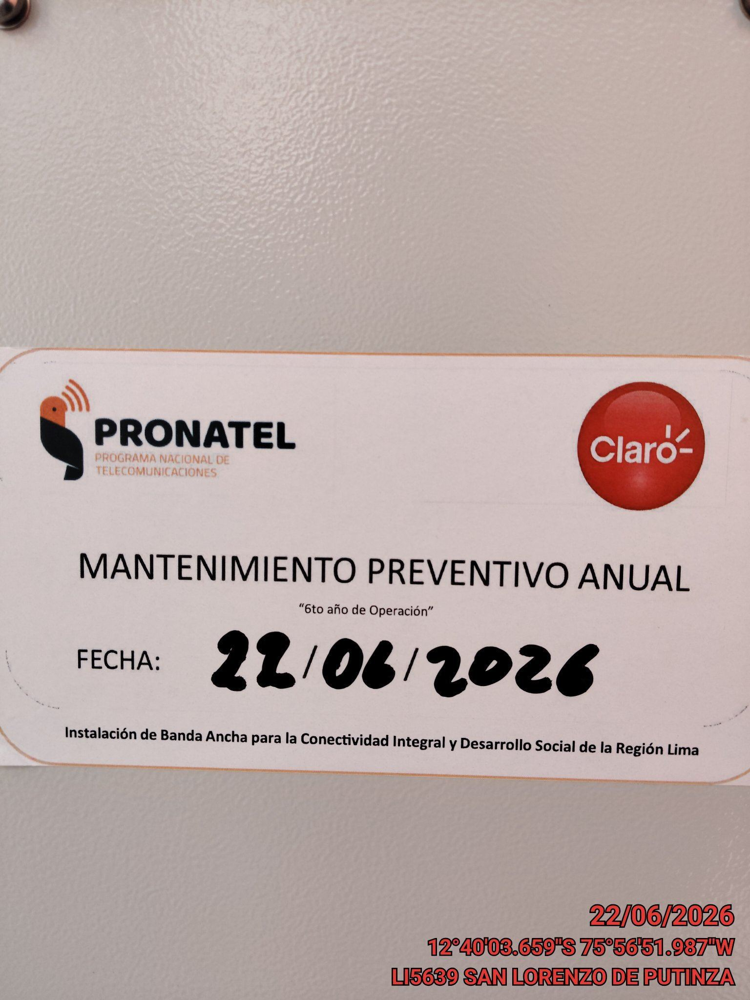 PRONATEL
PROGRAMA NACIONAL DE
TELECOMUNICACIONES
Claro
MANTENIMIENTO PREVENTIVO ANUAL
“6to año de Operación”
FECHA: 22/06/2026
Instalación de Banda Ancha para la Conectividad Integral y Desarrollo Social de la Región Lima
22/06/2026
12°40'03.659"S 75°56'51.987"W
LI5639 SAN LORENZO DE PUTINZA